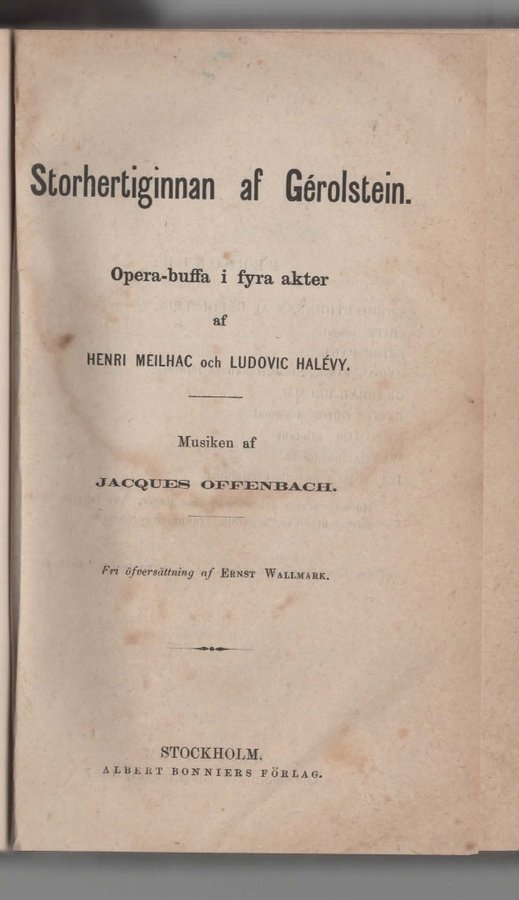 Storhertiginnan af Gérolstein.
Opera-buffa i fyra akter
af
HENRI MEILHAC och LUDOVIC HALÉVY.
Musiken af
JACQUES OFFENBACH.
Fri öfversättning af ERNST WALLMARK.
STOCKHOLM.
ALBERT BONNIERS FÖRLAG.